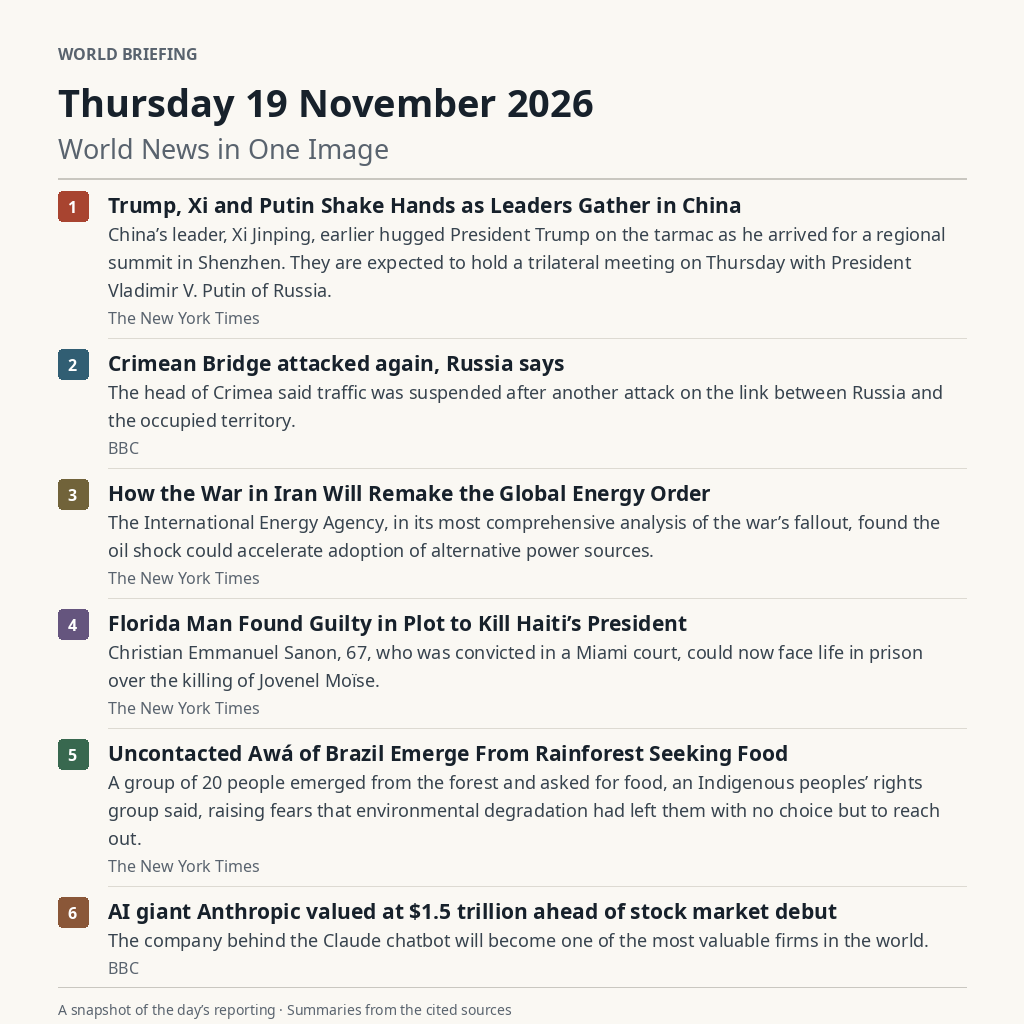 WORLD BRIEFING
Thursday 19 November 2026
World News in One Image
1
Trump, Xi and Putin Shake Hands as Leaders Gather in China
China’s leader, Xi Jinping, earlier hugged President Trump on the tarmac as he arrived for a regional
summit in Shenzhen. They are expected to hold a trilateral meeting on Thursday with President
Vladimir V. Putin of Russia.
The New York Times
2
Crimean Bridge attacked again, Russia says
The head of Crimea said traffic was suspended after another attack on the link between Russia and
the occupied territory.
BBC
3
How the War in Iran Will Remake the Global Energy Order
The International Energy Agency, in its most comprehensive analysis of the war’s fallout, found the
oil shock could accelerate adoption of alternative power sources.
The New York Times
4
Florida Man Found Guilty in Plot to Kill Haiti’s President
Christian Emmanuel Sanon, 67, who was convicted in a Miami court, could now face life in prison
over the killing of Jovenel Moïse.
The New York Times
5
Uncontacted Awá of Brazil Emerge From Rainforest Seeking Food
A group of 20 people emerged from the forest and asked for food, an Indigenous peoples’ rights
group said, raising fears that environmental degradation had left them with no choice but to reach
out.
The New York Times
6
AI giant Anthropic valued at $1.5 trillion ahead of stock market debut
The company behind the Claude chatbot will become one of the most valuable firms in the world.
BBC
A snapshot of the day’s reporting · Summaries from the cited sources